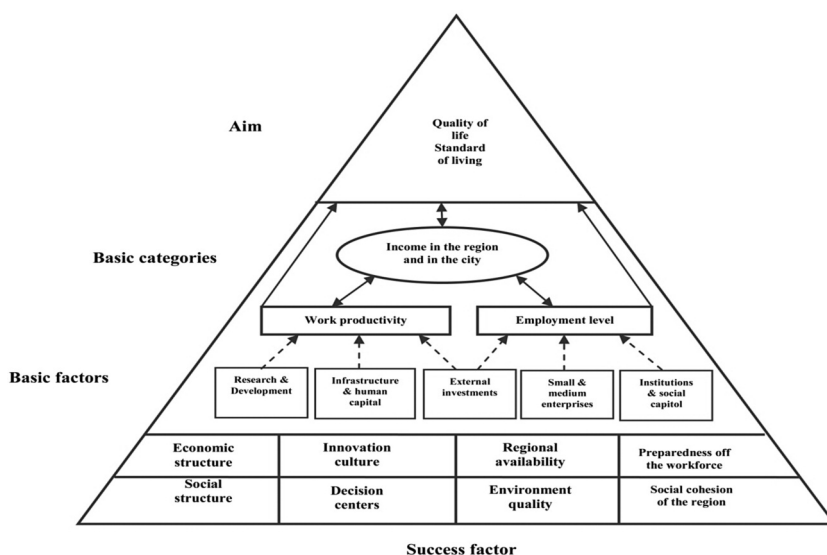 Aim
Quality of
life
Standard
of living
Basic categories
Income in the region
and in the city
Work productivity
Employment level
Basic factors
Research &
Development
Infrastructure
& human
capital
External
investments
Small &
medium
enterprises
Institutions
& social
capitol
Economic
structure
Innovation
culture
Regional
availability
Preparedness off
the workforce
Social
structure
Decision
centers
Environment
quality
Social cohesion
of the region
Success factor